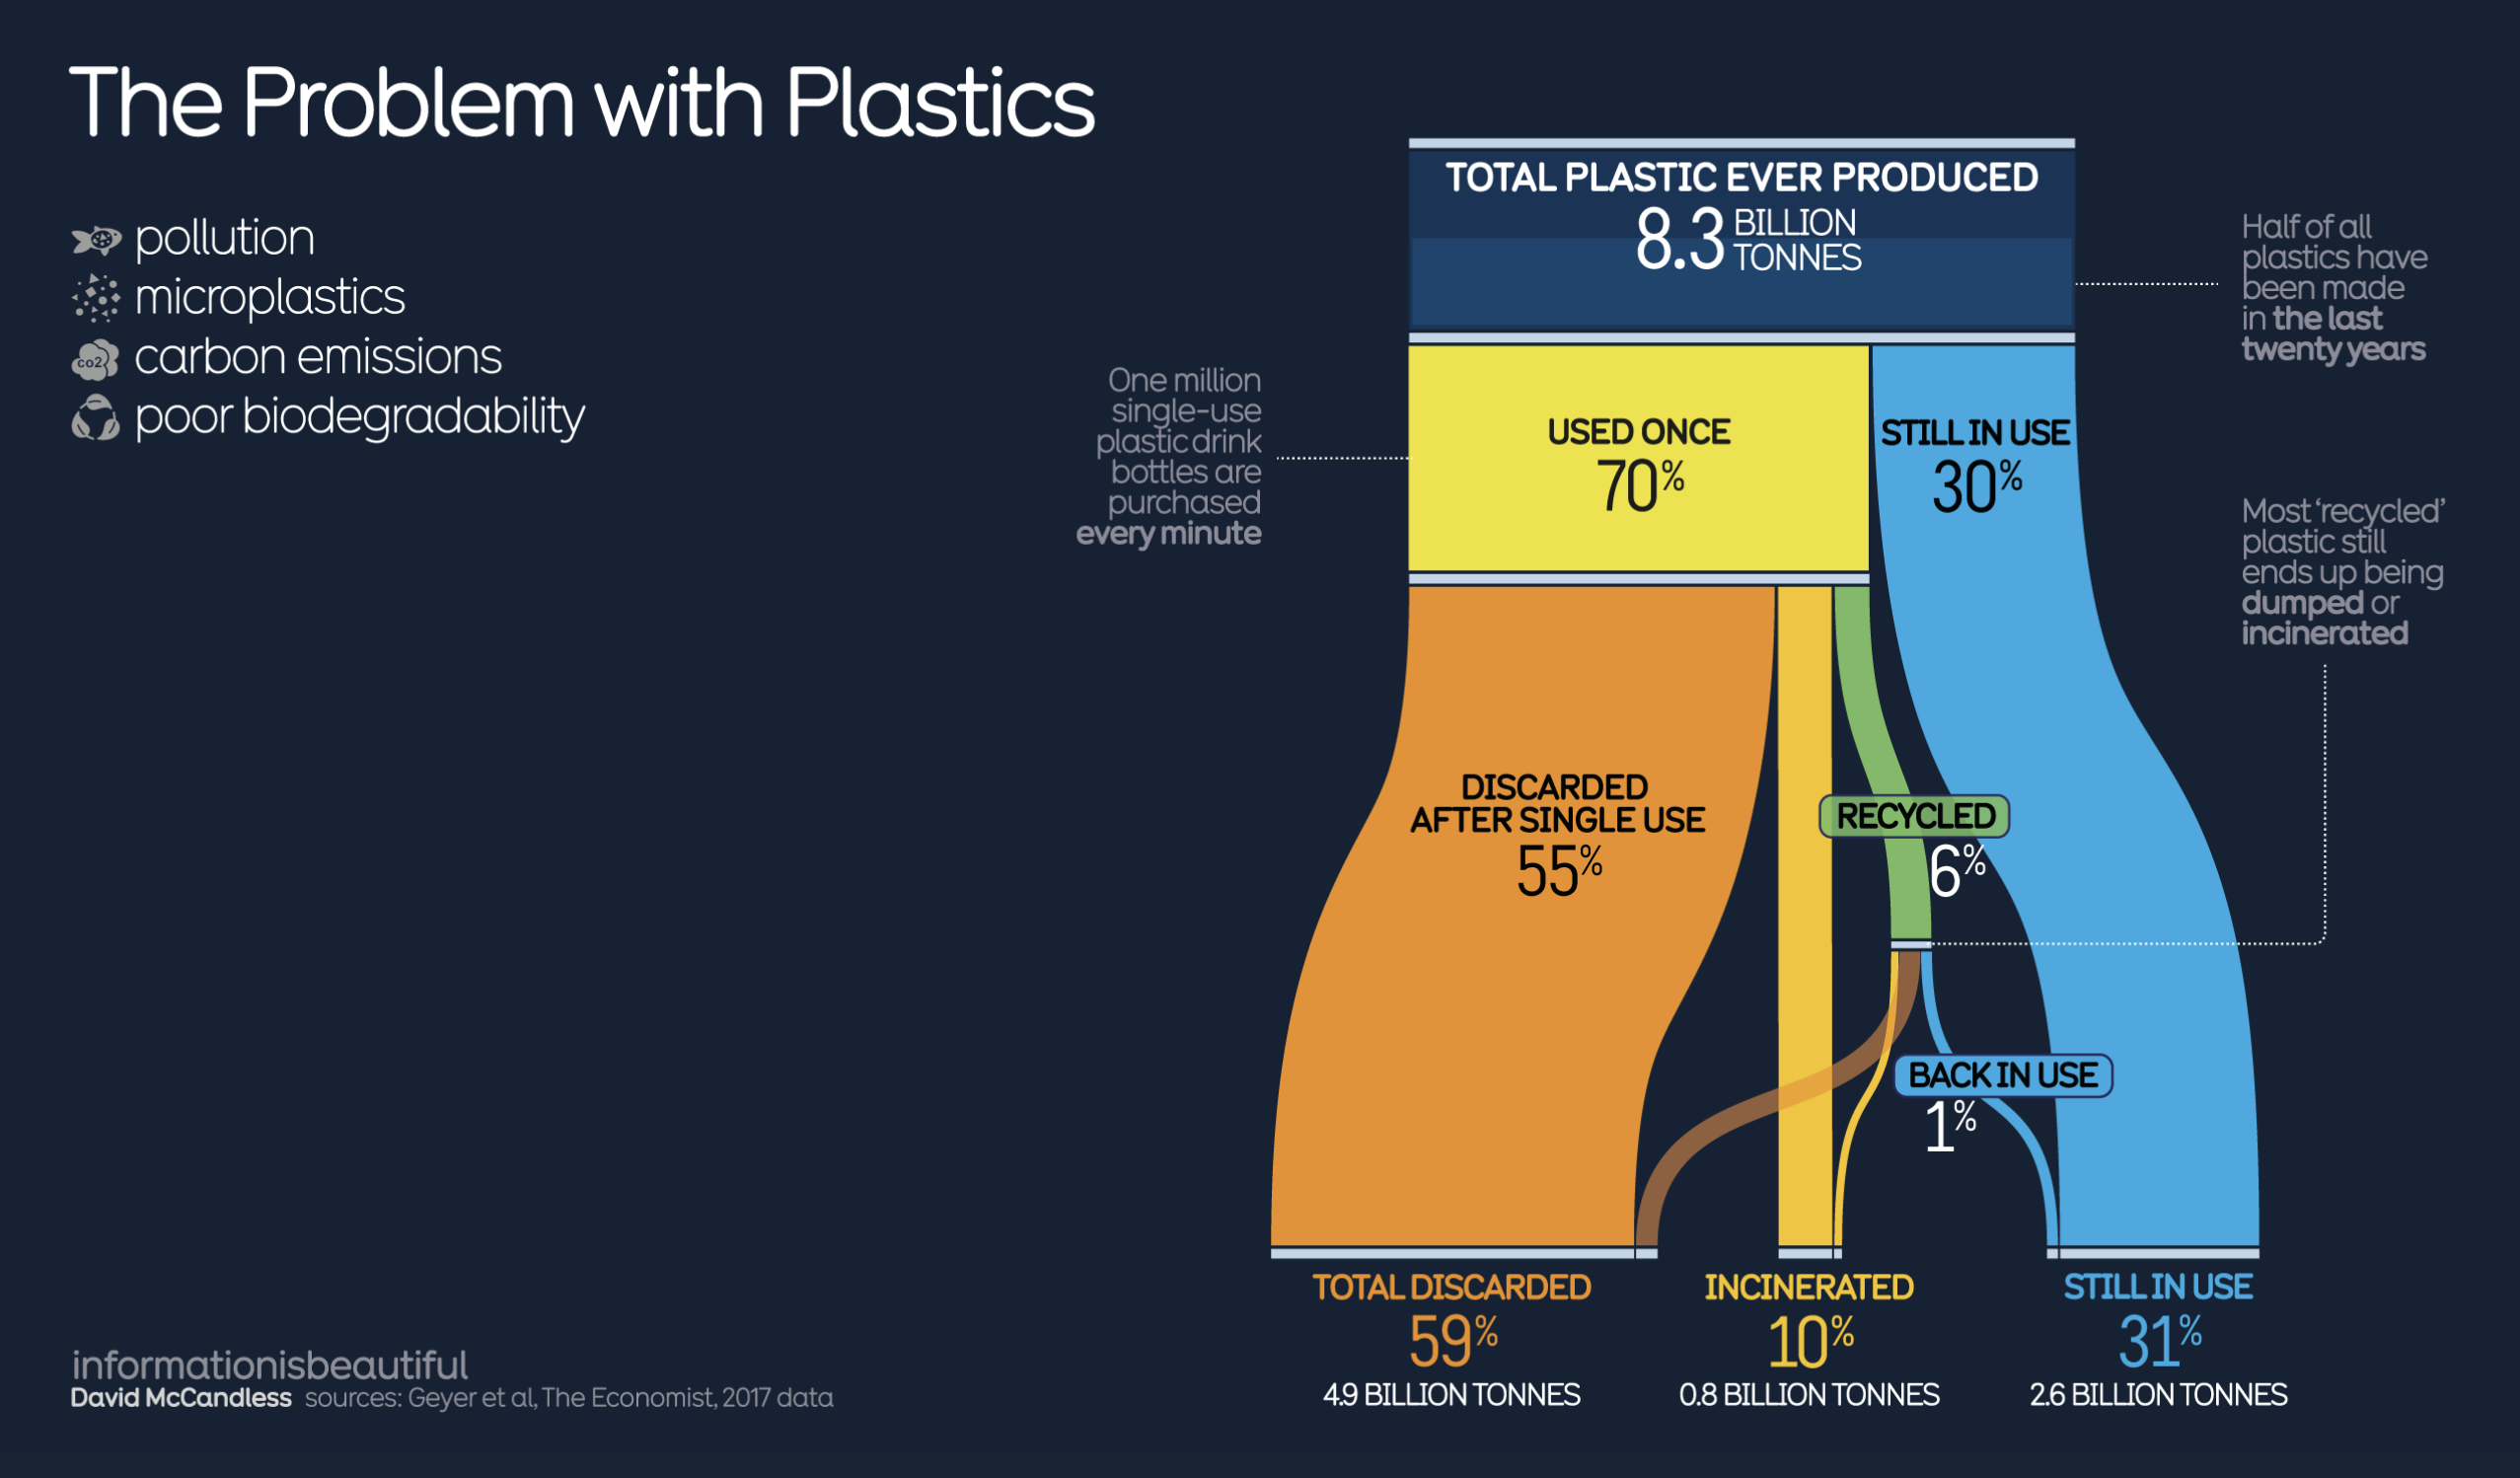 The Problem with Plastics
pollution
microplastics
co2
carbon emissions
poor biodegradability
TOTAL PLASTIC EVER PRODUCED
8.3 BILLION
TONNES
Half of all
plastics have
been made
in the last
twenty years
One million
single-use
plastic drink
bottles are
purchased
every minute
USED ONCE
70%
STILL IN USE
30%
Most ‘recycled’
plastic still
ends up being
dumped or
incinerated
DISCARDED
AFTER SINGLE USE
55%
RECYCLED
6%
BACK IN USE
1%
TOTAL DISCARDED
59%
4.9 BILLION TONNES
INCINERATED
10%
0.8 BILLION TONNES
STILL IN USE
31%
2.6 BILLION TONNES
informationisbeautiful
David McCandless sources: Geyer et al, The Economist, 2017 data